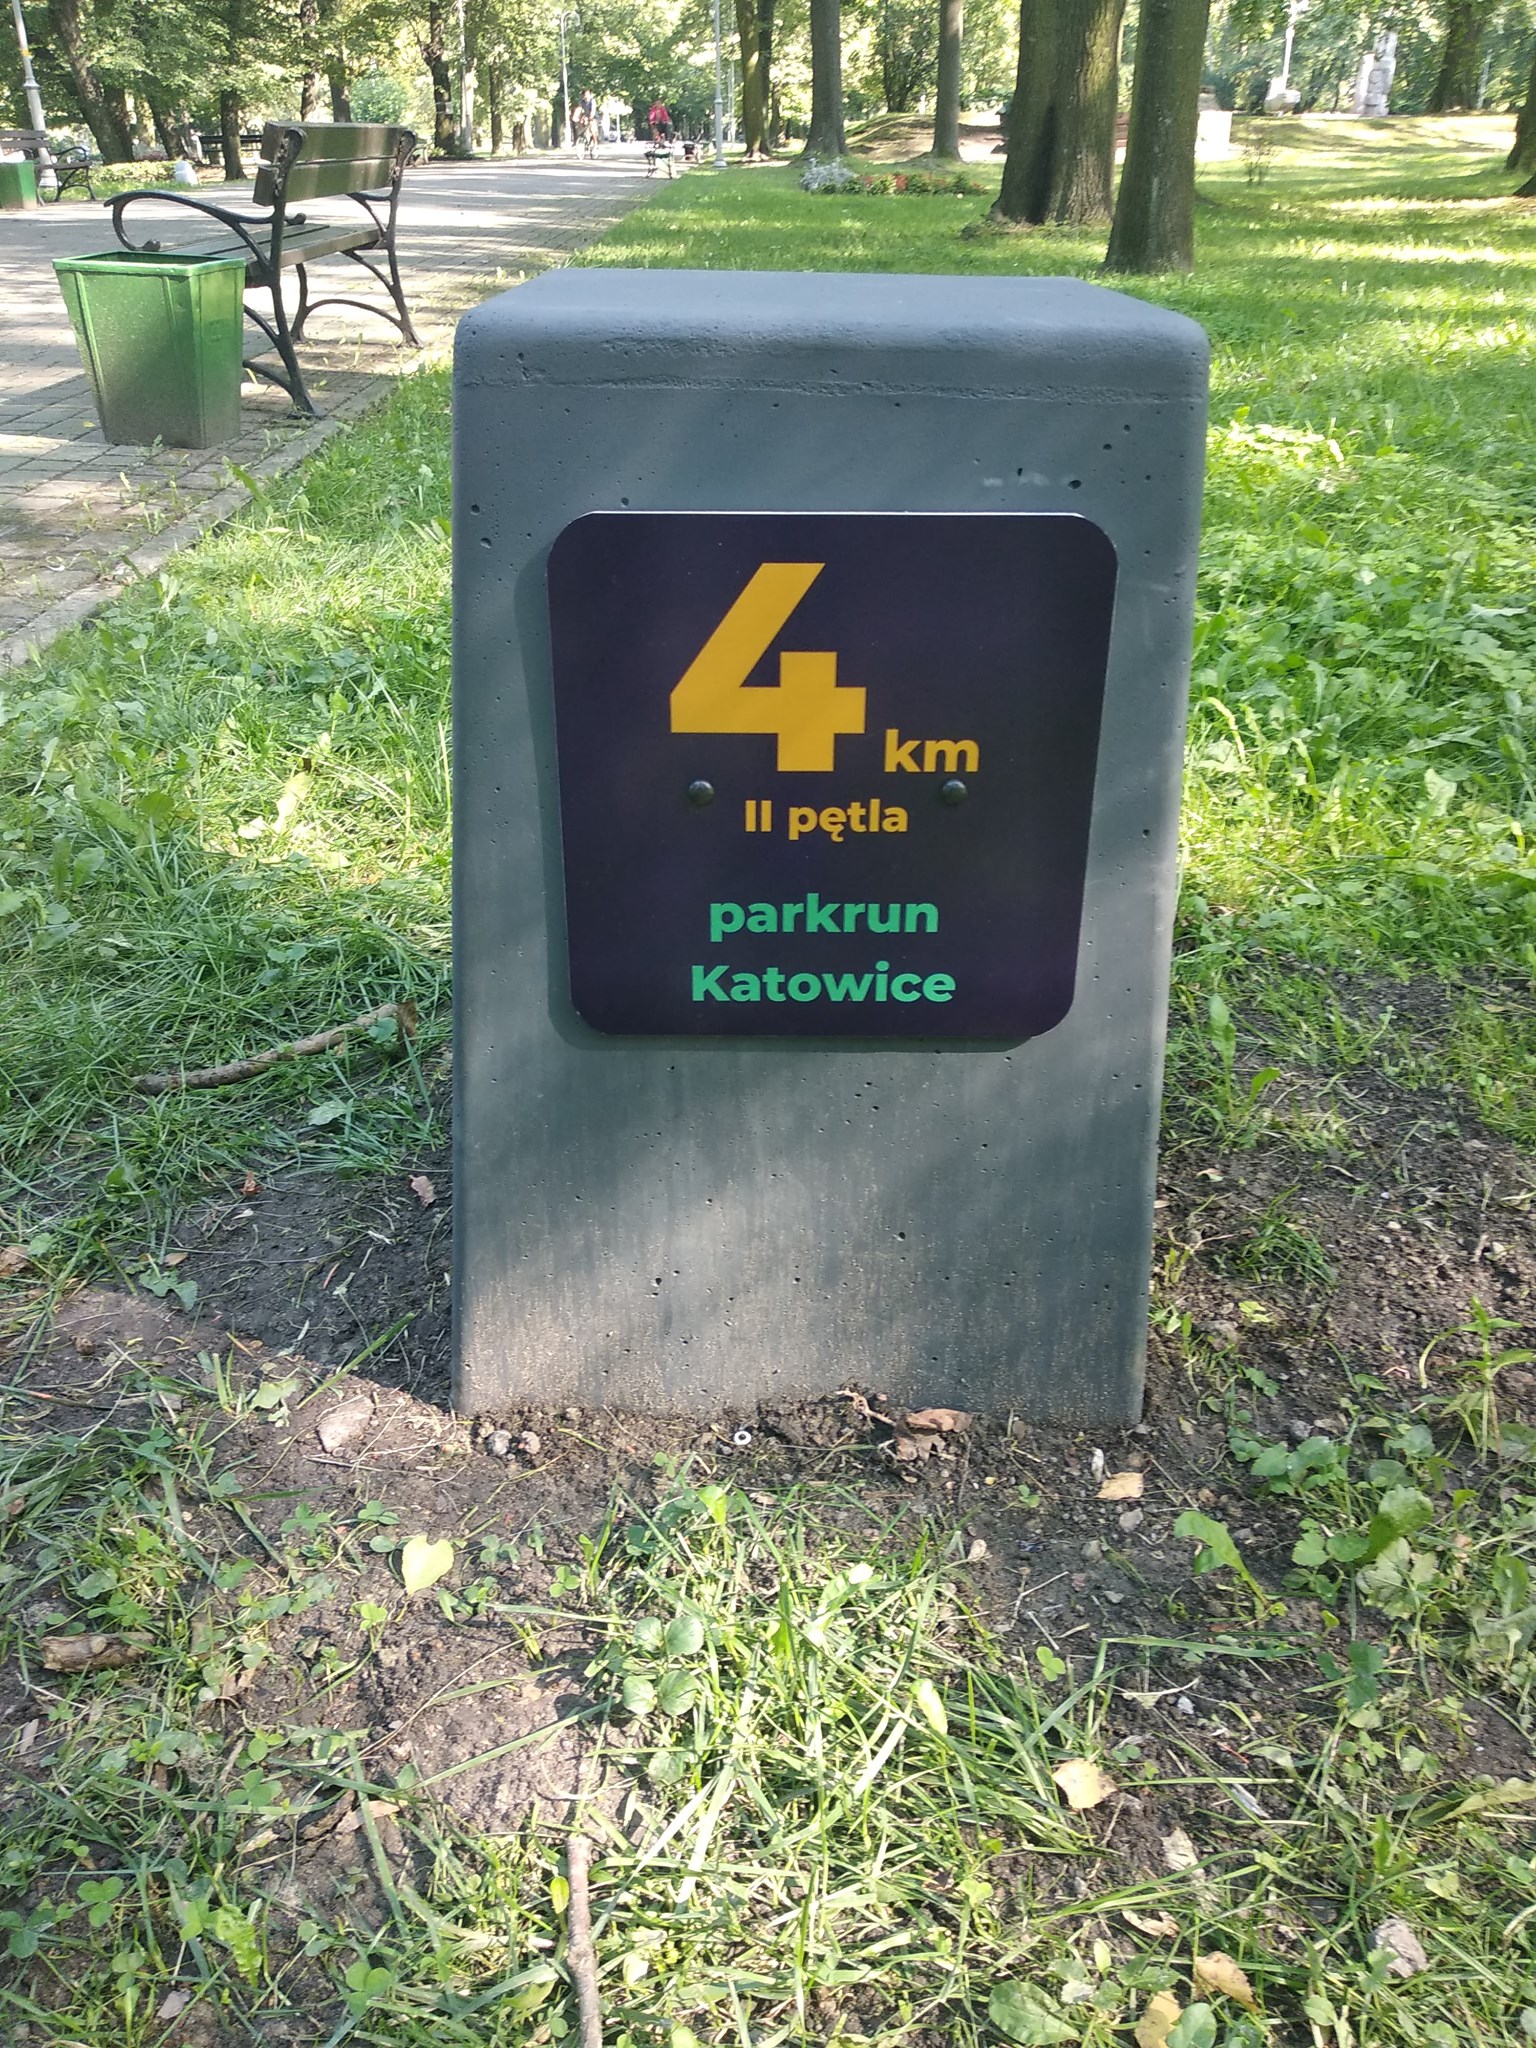 4 km
II pętla
parkrun
Katowice